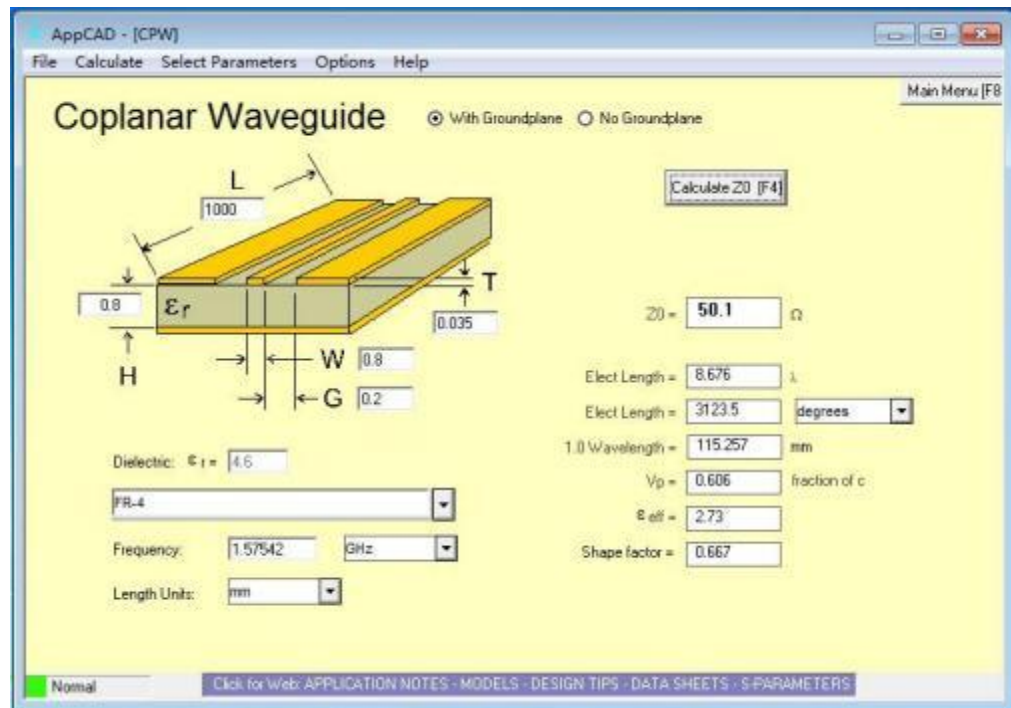 AppCAD - [CPW]
File Calculate Select Parameters Options Help
Main Menu [F8
Coplanar Waveguide
With Groundplane No Groundplane
Calculate Z0 [F4]
L
1000
T
0.035
0.8
εr
H
W 0.8
G 0.2
Z0 = 50.1 Ω
Elect Length = 8.676 λ
Elect Length = 3123.5 degrees
1.0 Wavelength = 115.257 mm
Vp = 0.606 fraction of c
ε eff = 2.73
Shape factor = 0.667
Dielectric: ε r = 4.6
FR-4
Frequency: 1.57542 GHz
Length Units: mm
Normal
Click for Web: APPLICATION NOTES - MODELS - DESIGN TIPS - DATA SHEETS - S-PARAMETERS